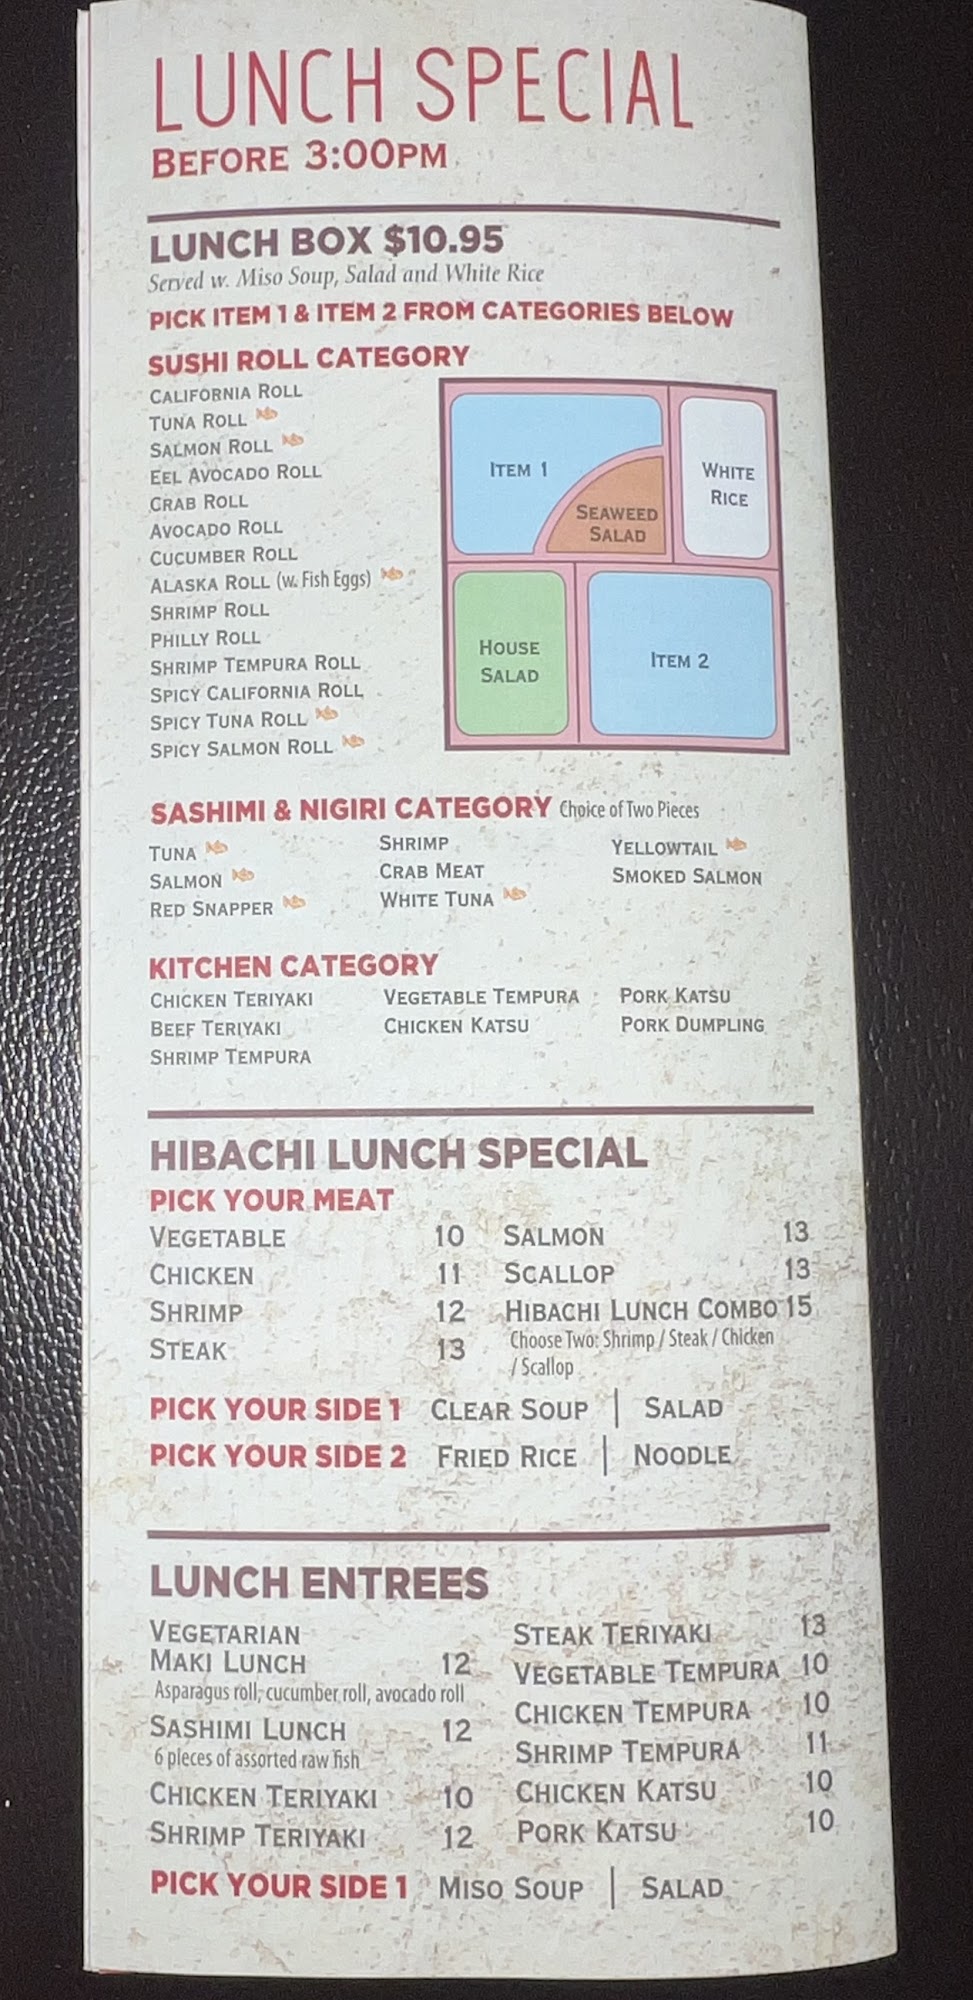 LUNCH SPECIAL
BEFORE 3:00PM
LUNCH BOX $10.95
Served w. Miso Soup, Salad and White Rice
PICK ITEM 1 & ITEM 2 FROM CATEGORIES BELOW
SUSHI ROLL CATEGORY
CALIFORNIA ROLL
TUNA ROLL
SALMON ROLL
EEL AVOCADO ROLL
CRAB ROLL
AVOCADO ROLL
CUCUMBER ROLL
ALASKA ROLL (w. Fish Eggs)
SHRIMP ROLL
PHILLY ROLL
SHRIMP TEMPURA ROLL
SPICY CALIFORNIA ROLL
SPICY TUNA ROLL
SPICY SALMON ROLL
ITEM 1
SEAWEED
SALAD
WHITE
RICE
HOUSE
SALAD
ITEM 2
SASHIMI & NIGIRI CATEGORY Choice of Two Pieces
TUNA
SALMON
RED SNAPPER
SHRIMP
CRAB MEAT
WHITE TUNA
YELLOWTAIL
SMOKED SALMON
KITCHEN CATEGORY
CHICKEN TERIYAKI
BEEF TERIYAKI
SHRIMP TEMPURA
VEGETABLE TEMPURA
CHICKEN KATSU
PORK KATSU
PORK DUMPLING
HIBACHI LUNCH SPECIAL
PICK YOUR MEAT
VEGETABLE 10
CHICKEN 11
SHRIMP 12
STEAK 13
SALMON 13
SCALLOP 13
HIBACHI LUNCH COMBO 15
Choose Two: Shrimp / Steak / Chicken
/ Scallop
PICK YOUR SIDE 1 CLEAR SOUP | SALAD
PICK YOUR SIDE 2 FRIED RICE | NOODLE
LUNCH ENTREES
VEGETARIAN
MAKI LUNCH 12
Asparagus roll, cucumber roll, avocado roll
SASHIMI LUNCH 12
6 pieces of assorted raw fish
CHICKEN TERIYAKI 10
SHRIMP TERIYAKI 12
STEAK TERIYAKI 13
VEGETABLE TEMPURA 10
CHICKEN TEMPURA 10
SHRIMP TEMPURA 11
CHICKEN KATSU 10
PORK KATSU 10
PICK YOUR SIDE 1 MISO SOUP | SALAD